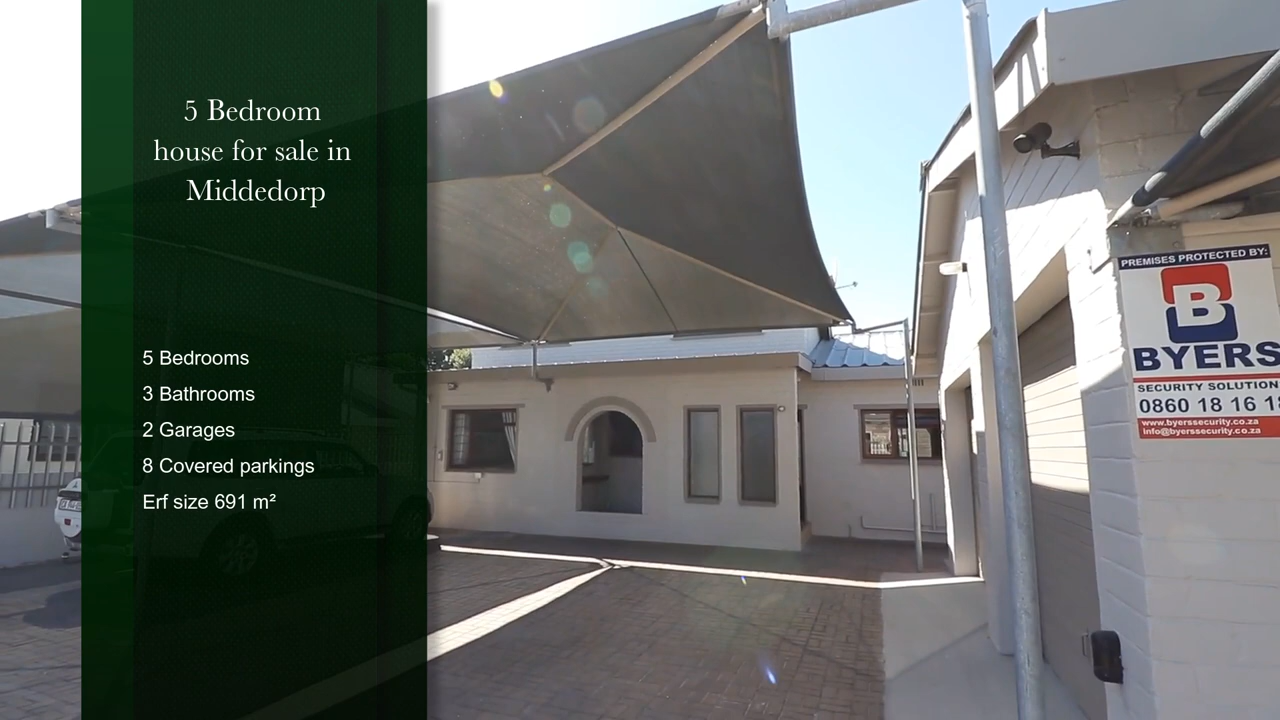 5 Bedroom
house for sale in
Middedorp
5 Bedrooms
3 Bathrooms
2 Garages
8 Covered parkings
Erf size 691 m²
PREMISES PROTECTED BY:
B
BYERS
SECURITY SOLUTION
0860 18 16 18
www.byerssecurity.co.za
info@byerssecurity.co.za